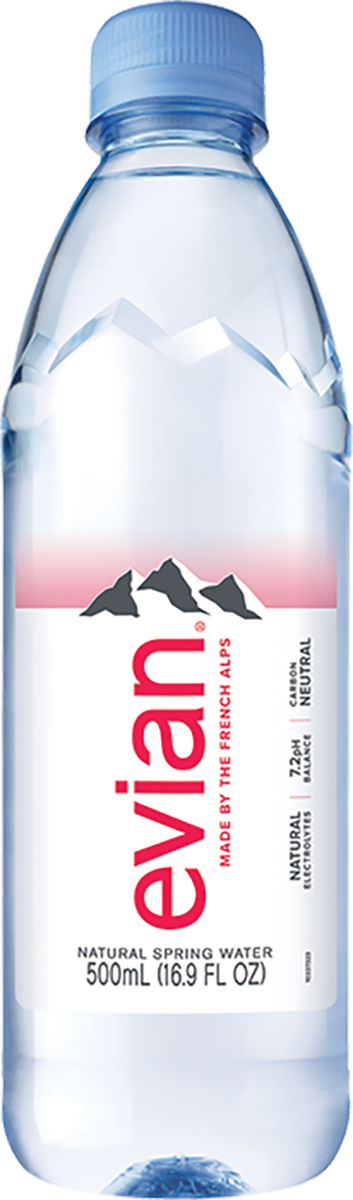 evian®
MADE BY THE FRENCH ALPS
NATURAL
ELECTROLYTES
7.2pH
BALANCE
CARBON
NEUTRAL
NATURAL SPRING WATER
500mL (16.9 FL OZ)